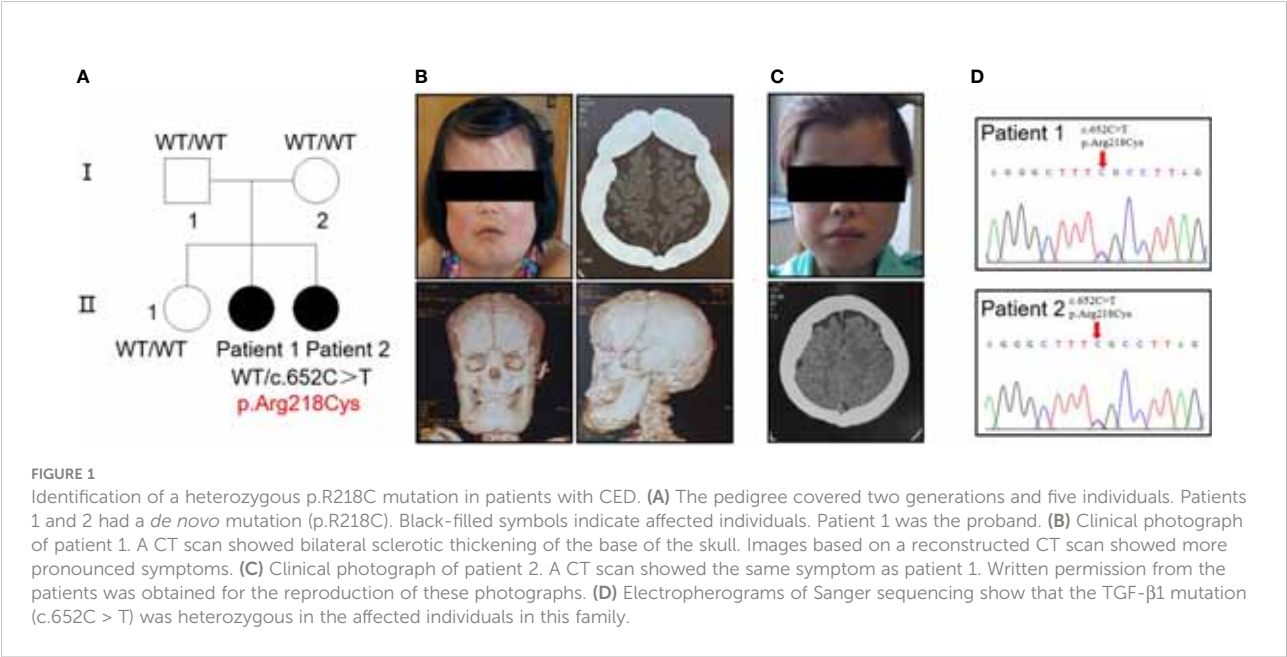 A
B
C
D
WT/WT WT/WT
I
1
2
II
1
WT/WT
Patient 1 Patient 2
WT/c.652C>T
p.Arg218Cys
Patient 1
c.652C>T
p.Arg218Cys
G G G C T T T C G C C T T
Patient 2
c.652C>T
p.Arg218Cys
G G G C T T T C G C C T T
FIGURE 1
Identification of a heterozygous p.R218C mutation in patients with CED. (A) The pedigree covered two generations and five individuals. Patients
1 and 2 had a de novo mutation (p.R218C). Black-filled symbols indicate affected individuals. Patient 1 was the proband. (B) Clinical photograph
of patient 1. A CT scan showed bilateral sclerotic thickening of the base of the skull. Images based on a reconstructed CT scan showed more
pronounced symptoms. (C) Clinical photograph of patient 2. A CT scan showed the same symptom as patient 1. Written permission from the
patients was obtained for the reproduction of these photographs. (D) Electropherograms of Sanger sequencing show that the TGF-β1 mutation
(c.652C > T) was heterozygous in the affected individuals in this family.